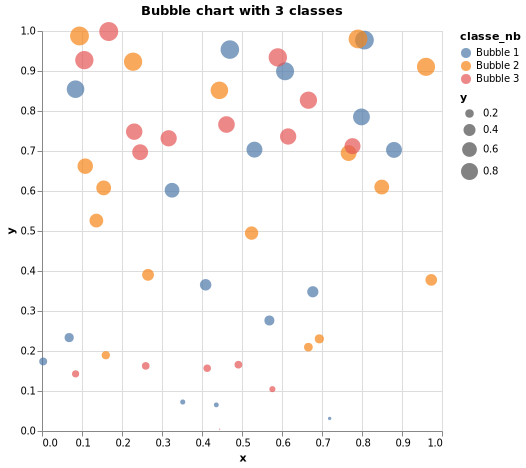 Bubble chart with 3 classes
1.0
0.9
0.8
0.7
0.6
0.5
0.4
0.3
0.2
0.1
0.0
y
0.0 0.1 0.2 0.3 0.4 0.5 0.6 0.7 0.8 0.9 1.0
x
classe_nb
Bubble 1
Bubble 2
Bubble 3
y
0.2
0.4
0.6
0.8